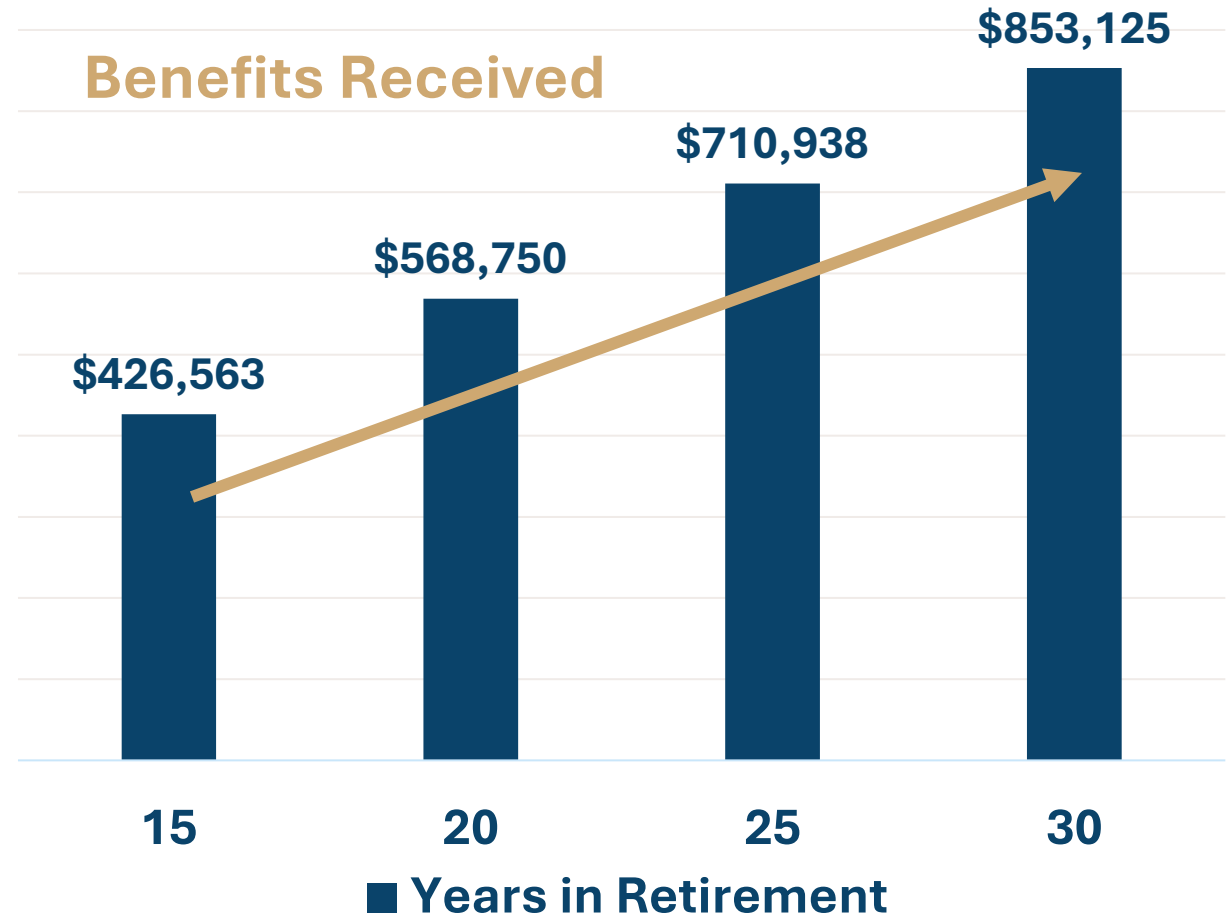 Benefits Received
$853,125
$710,938
$568,750
$426,563
15 20 25 30
Years in Retirement